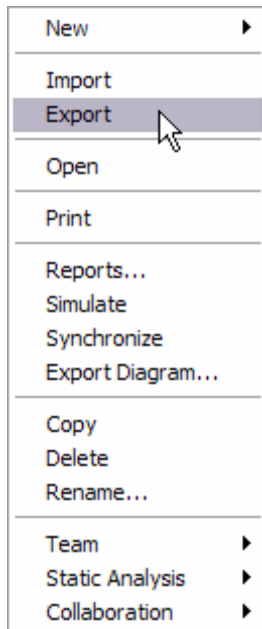 New
Import
Export
Open
Print
Reports...
Simulate
Synchronize
Export Diagram...
Copy
Delete
Rename...
Team
Static Analysis
Collaboration